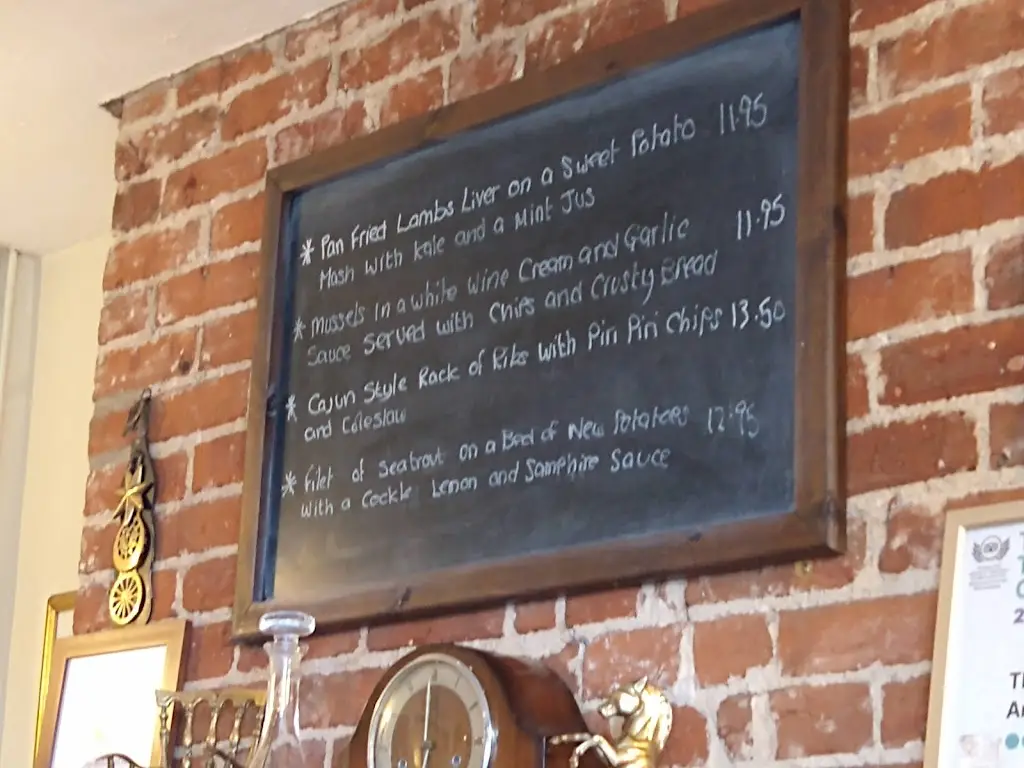 * Pan Fried Lambs Liver on a Sweet Potato 11.95
Mash with Kale and a Mint Jus
* Mussels In a white wine Cream and Garlic 11.95
Sauce Served with Chips and Crusty Bread
* Cajun Style Rack of Ribs with Piri Piri Chips 13.50
and Coleslaw
* Filet of Seatrout on a Bed of New Potatoes 12.95
with a Cockle Lemon and Samphire Sauce